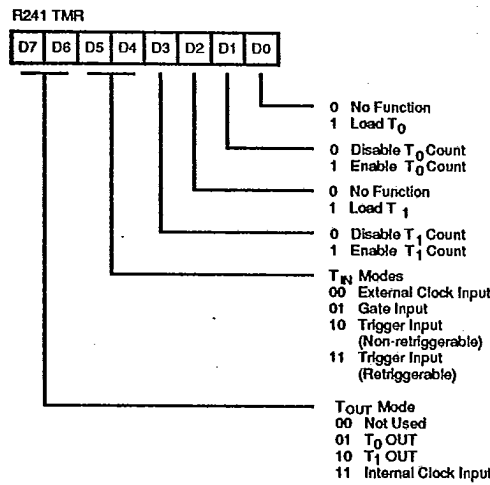 R241 TMR
D7 D6 D5 D4 D3 D2 D1 D0
0 No Function
1 Load T0
0 Disable T0 Count
1 Enable T0 Count
0 No Function
1 Load T1
0 Disable T1 Count
1 Enable T1 Count
TIN Modes
00 External Clock Input
01 Gate Input
10 Trigger Input
(Non-retriggerable)
11 Trigger Input
(Retriggerable)
TOUT Mode
00 Not Used
01 T0 OUT
10 T1 OUT
11 Internal Clock Input